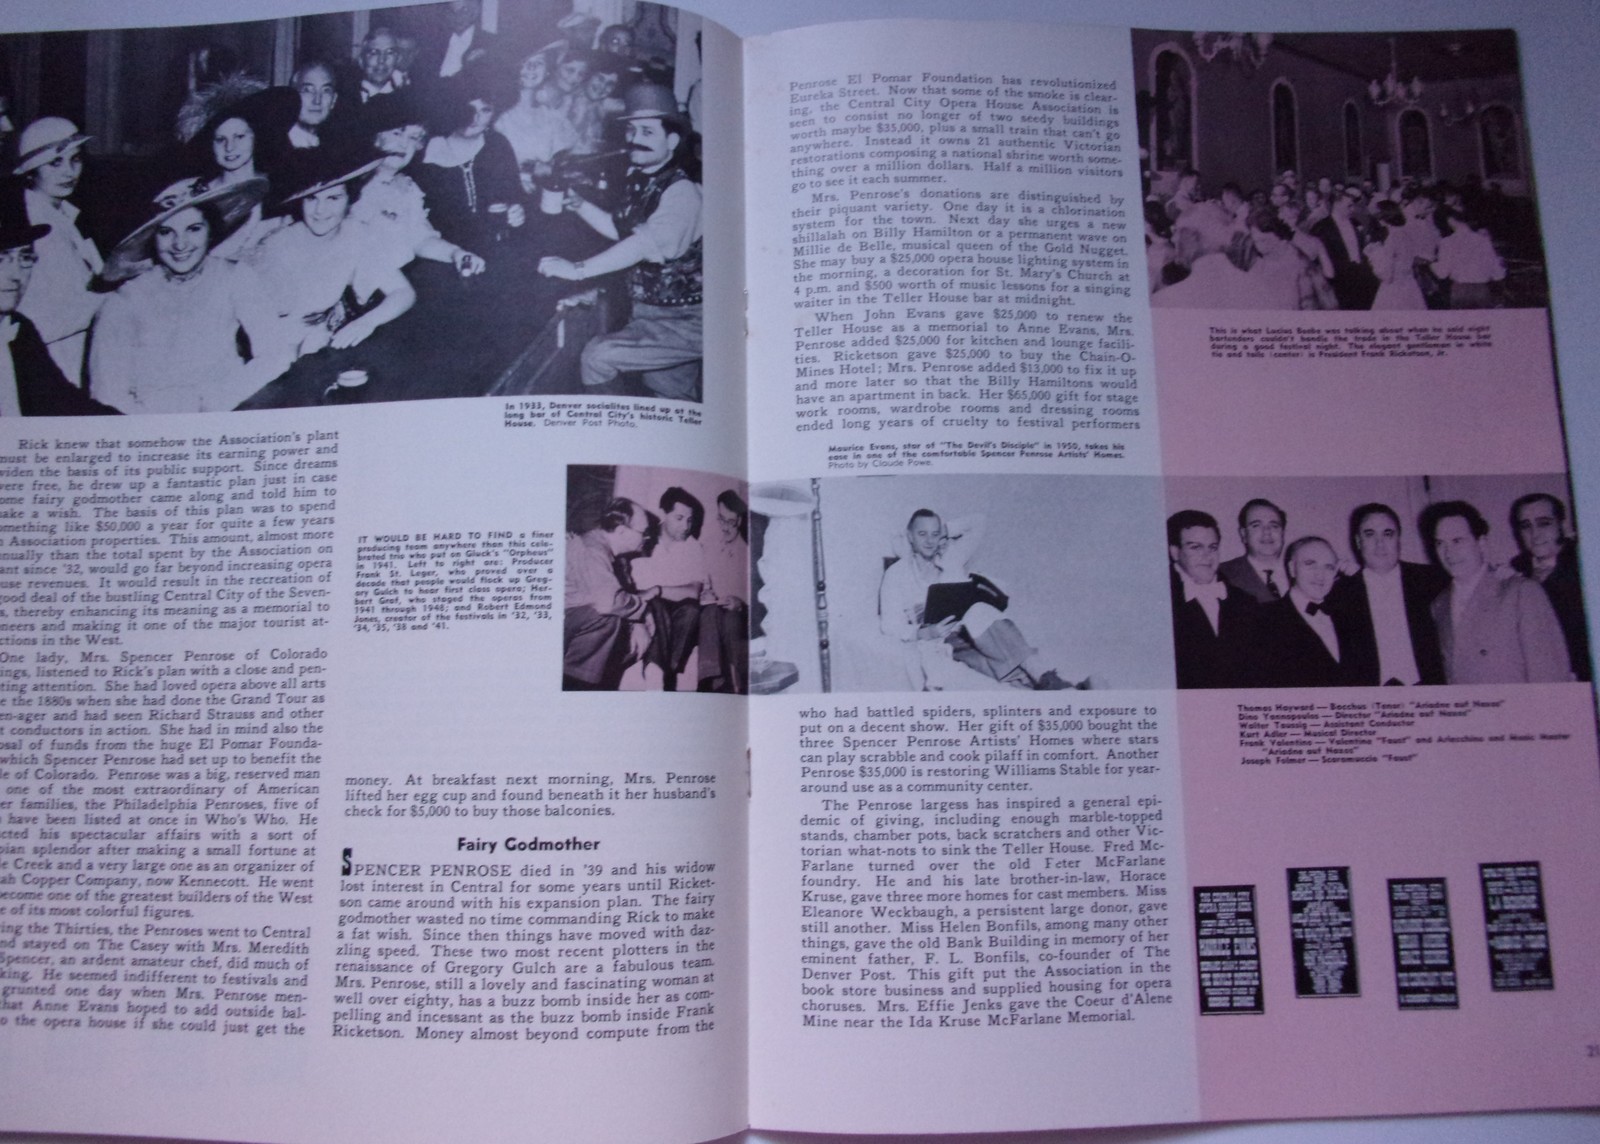 In 1933, Denver socialites lined up at the
long bar of Central City's historic Teller
House. Denver Post Photo.
Rick knew that somehow the Association's plant
must be enlarged to increase its earning power and
widen the basis of its public support. Since dreams
were free, he drew up a fantastic plan just in case
some fairy godmother came along and told him to
make a wish. The basis of this plan was to spend
something like $50,000 a year for quite a few years
Association properties. This amount, almost more
annually than the total spent by the Association on
ant since '32, would go far beyond increasing opera
use revenues. It would result in the recreation of
good deal of the bustling Central City of the Seven-
s, thereby enhancing its meaning as a memorial to
neers and making it one of the major tourist at-
ctions in the West.
One lady, Mrs. Spencer Penrose of Colorado
ings, listened to Rick's plan with a close and pen-
ting attention. She had loved opera above all arts
e the 1880s when she had done the Grand Tour as
en-ager and had seen Richard Strauss and other
t conductors in action. She had in mind also the
osal of funds from the huge El Pomar Founda-
which Spencer Penrose had set up to benefit the
le of Colorado. Penrose was a big, reserved man
one of the most extraordinary of American
er families, the Philadelphia Penroses, five of
have been listed at once in Who's Who. He
cted his spectacular affairs with a sort of
pian splendor after making a small fortune at
le Creek and a very large one as an organizer of
ah Copper Company, now Kennecott. He went
become one of the greatest builders of the West
e of its most colorful figures.
ring the Thirties, the Penroses went to Central
nd stayed on The Casey with Mrs. Meredith
Spencer, an ardent amateur chef, did much of
king. He seemed indifferent to festivals and
grunted one day when Mrs. Penrose men-
that Anne Evans hoped to add outside bal-
o the opera house if she could just get the
IT WOULD BE HARD TO FIND a finer
producing team anywhere than this cele-
brated trio who put on Gluck's "Orpheus"
in 1941. Left to right are: Producer
Frank St. Leger, who proved over a
decade that people would flock up Greg-
ory Gulch to hear first class opera; Her-
bert Graf, who staged the operas from
1941 through 1946; and Robert Edmond
Jones, creator of the festivals in '32, '33,
'34, '35, '38 and '41.
money. At breakfast next morning, Mrs. Penrose
lifted her egg cup and found beneath it her husband's
check for $5,000 to buy those balconies.
Fairy Godmother
SPENCER PENROSE died in '39 and his widow
lost interest in Central for some years until Ricket-
son came around with his expansion plan. The fairy
godmother wasted no time commanding Rick to make
a fat wish. Since then things have moved with daz-
zling speed. These two most recent plotters in the
renaissance of Gregory Gulch are a fabulous team.
Mrs. Penrose, still a lovely and fascinating woman at
well over eighty, has a buzz bomb inside her as com-
pelling and incessant as the buzz bomb inside Frank
Ricketson. Money almost beyond compute from the
Penrose El Pomar Foundation has revolutionized
Eureka Street. Now that some of the smoke is clear-
ing, the Central City Opera House Association is
seen to consist no longer of two seedy buildings
worth maybe $35,000, plus a small train that can't go
anywhere. Instead it owns 21 authentic Victorian
restorations composing a national shrine worth some-
thing over a million dollars. Half a million visitors
go to see it each summer.
Mrs. Penrose's donations are distinguished by
their piquant variety. One day it is a chlorination
system for the town. Next day she urges a new
shillalah on Billy Hamilton or a permanent wave on
Millie de Belle, musical queen of the Gold Nugget.
She may buy a $25,000 opera house lighting system in
the morning, a decoration for St. Mary's Church at
4 p.m. and $500 worth of music lessons for a singing
waiter in the Teller House bar at midnight.
When John Evans gave $25,000 to renew the
Teller House as a memorial to Anne Evans, Mrs.
Penrose added $25,000 for kitchen and lounge facili-
ties. Ricketson gave $25,000 to buy the Chain-O-
Mines Hotel; Mrs. Penrose added $13,000 to fix it up
and more later so that the Billy Hamiltons would
have an apartment in back. Her $65,000 gift for stage
work rooms, wardrobe rooms and dressing rooms
ended long years of cruelty to festival performers
Maurice Evans, star of "The Devil's Disciple" in 1950, takes his
ease in one of the comfortable Spencer Penrose Artists' Homes.
Photo by Claude Powe.
who had battled spiders, splinters and exposure to
put on a decent show. Her gift of $35,000 bought the
three Spencer Penrose Artists' Homes where stars
can play scrabble and cook pilaff in comfort. Another
Penrose $35,000 is restoring Williams Stable for year-
around use as a community center.
The Penrose largess has inspired a general epi-
demic of giving, including enough marble-topped
stands, chamber pots, back scratchers and other Vic-
torian what-nots to sink the Teller House. Fred Mc-
Farlane turned over the old Peter McFarlane
foundry. He and his late brother-in-law, Horace
Kruse, gave three more homes for cast members. Miss
Eleanore Weckbaugh, a persistent large donor, gave
still another. Miss Helen Bonfils, among many other
things, gave the old Bank Building in memory of her
eminent father, F. L. Bonfils, co-founder of The
Denver Post. This gift put the Association in the
book store business and supplied housing for opera
choruses. Mrs. Effie Jenks gave the Coeur d'Alene
Mine near the Ida Kruse McFarlane Memorial.
This is what Lucius Beebe was talking about when he said eight
bartenders couldn't handle the trade in the Teller House bar
during a good festival night. The elegant gentleman in white
tie and tails (center) is President Frank Ricketson, Jr.
Thomas Hayward — Bacchus (Tenor) "Ariadne auf Naxos"
Dino Yannopoulos — Director "Ariadne auf Naxos"
Walter Taussig — Assistant Conductor
Kurt Adler — Musical Director
Frank Valentino — Valentine "Faust" and Arlecchino and Music Master
"Ariadne auf Naxos"
Joseph Folmer — Scaramuccio "Faust"